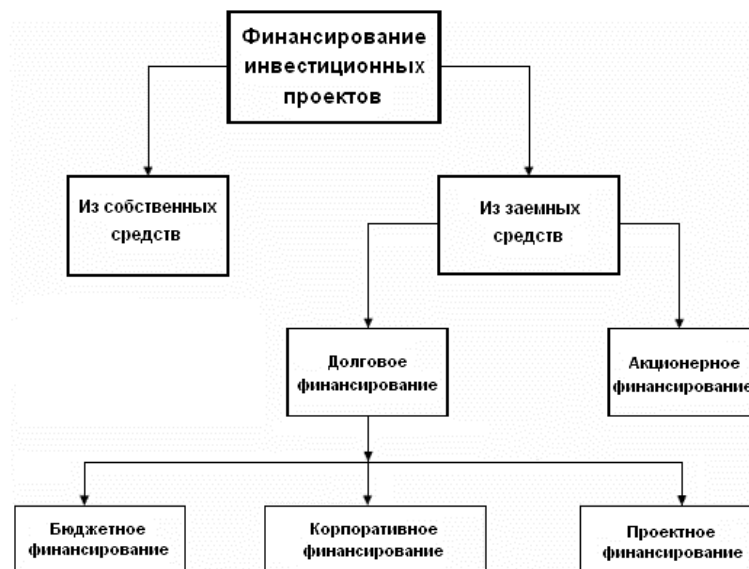 Финансирование
инвестиционных
проектов
Из собственных
средств
Из заемных
средств
Долговое
финансирование
Акционерное
финансирование
Бюджетное
финансирование
Корпоративное
финансирование
Проектное
финансирование